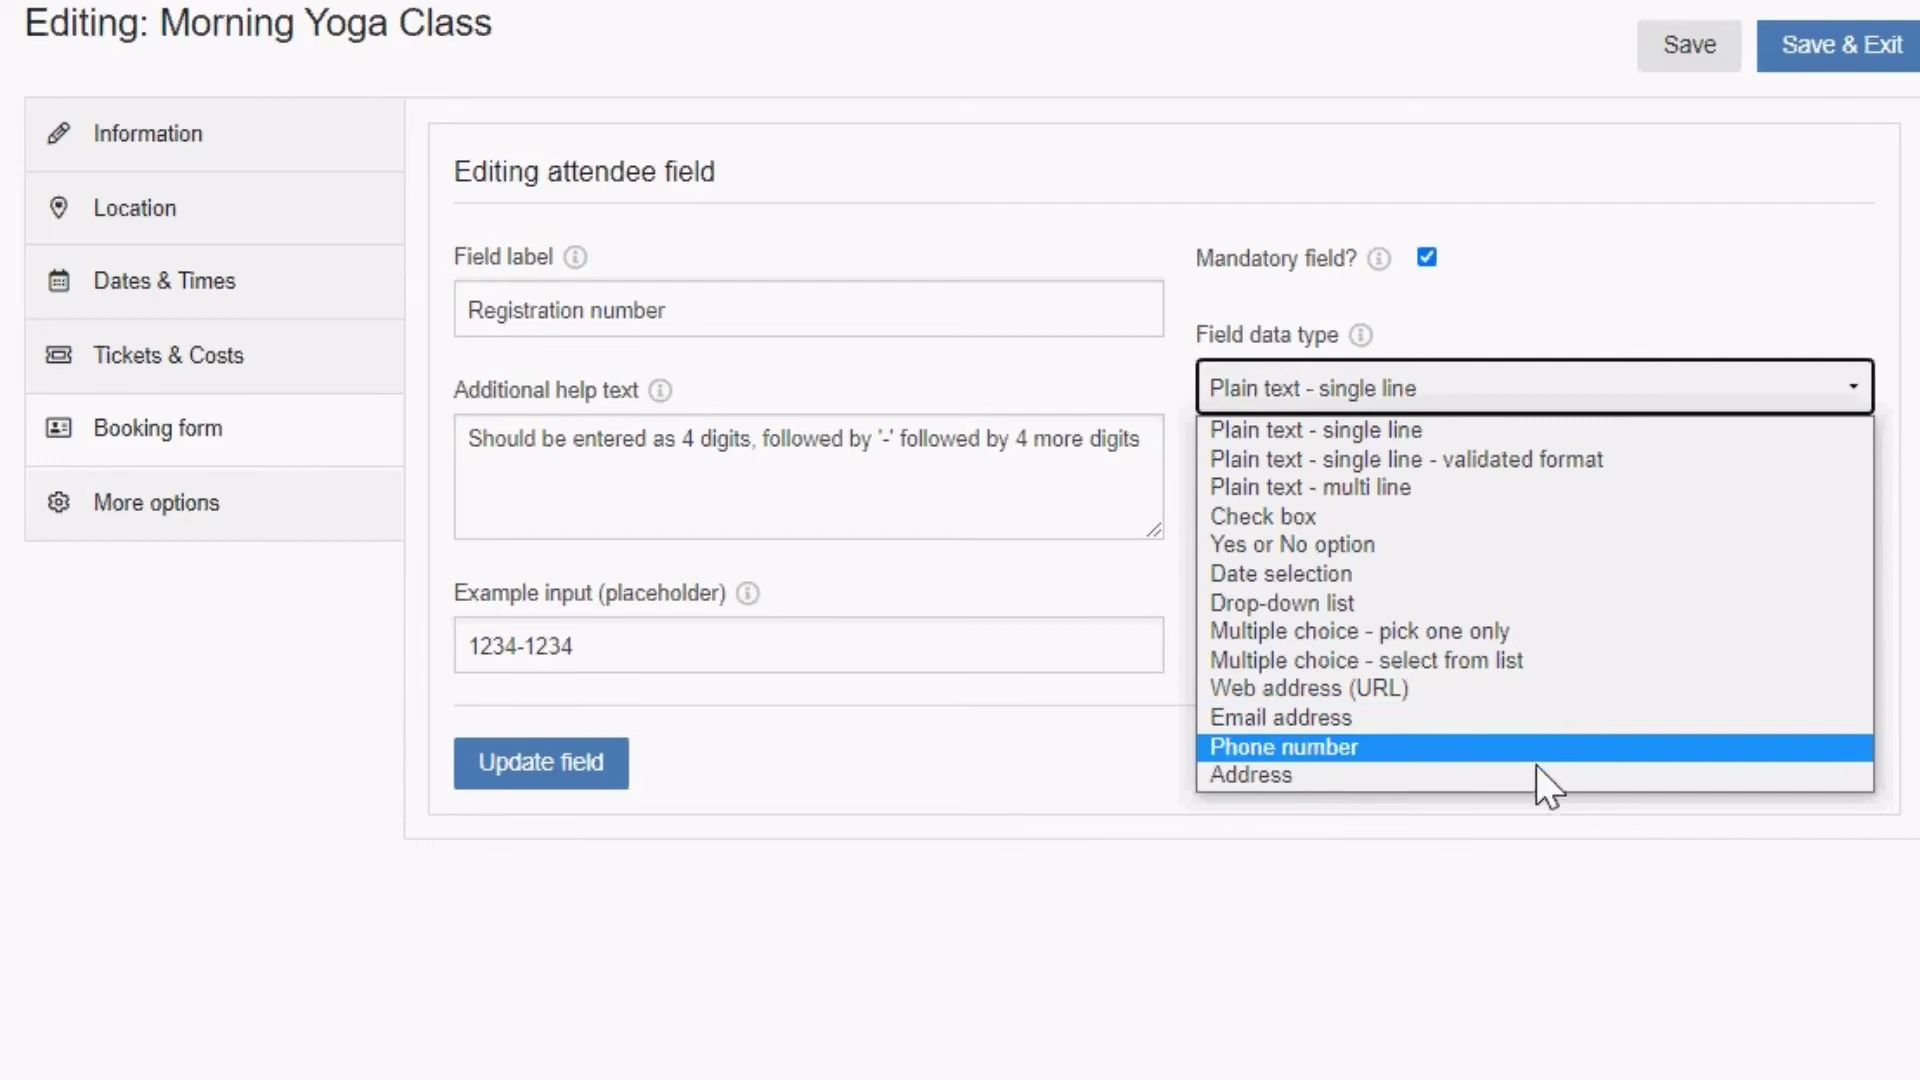 Editing: Morning Yoga Class
Save
Save & Exit
Information
Location
Dates & Times
Tickets & Costs
Booking form
More options
Editing attendee field
Field label
Registration number
Additional help text
Should be entered as 4 digits, followed by '-' followed by 4 more digits
Example input (placeholder)
1234-1234
Update field
Mandatory field?
Field data type
Plain text - single line
Plain text - single line
Plain text - single line - validated format
Plain text - multi line
Check box
Yes or No option
Date selection
Drop-down list
Multiple choice - pick one only
Multiple choice - select from list
Web address (URL)
Email address
Phone number
Address